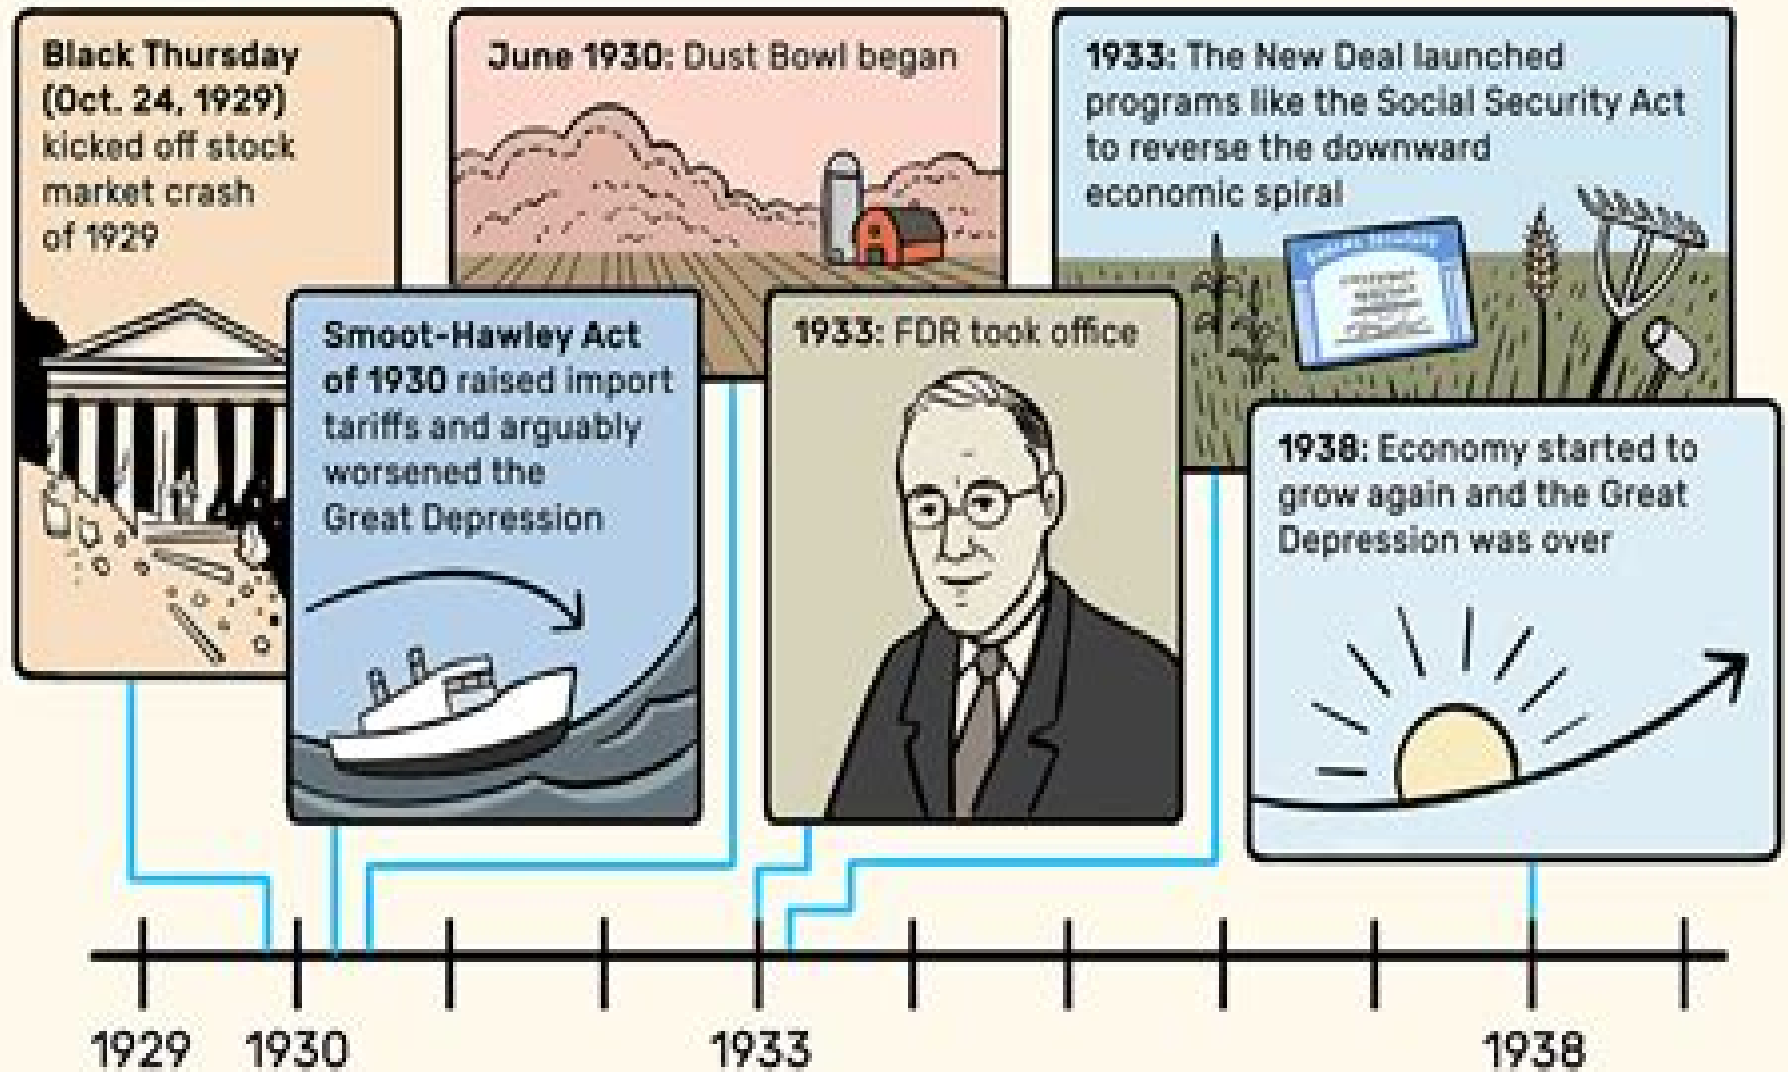 Black Thursday
(Oct. 24, 1929)
kicked off stock
market crash
of 1929
Smoot-Hawley Act
of 1930 raised import
tariffs and arguably
worsened the
Great Depression
June 1930: Dust Bowl began
1933: FDR took office
1933: The New Deal launched
programs like the Social Security Act
to reverse the downward
economic spiral
1938: Economy started to
grow again and the Great
Depression was over
1929 1930 1933 1938